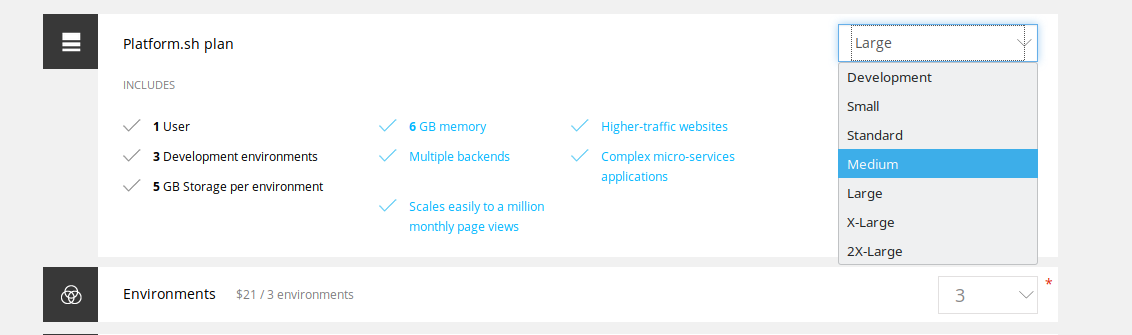 Platform.sh plan
Large
INCLUDES
1 User
3 Development environments
5 GB Storage per environment
6 GB memory
Multiple backends
Scales easily to a million
monthly page views
Higher-traffic websites
Complex micro-services
applications
Development
Small
Standard
Medium
Large
X-Large
2X-Large
Environments $21 / 3 environments
3 *